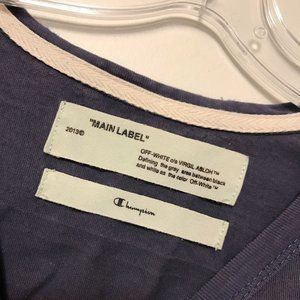 "MAIN LABEL"
2013©
OFF-WHITE c/o VIRGIL ABLOH™
Defining the grey area between black
and white as the color Off-White™
Champion